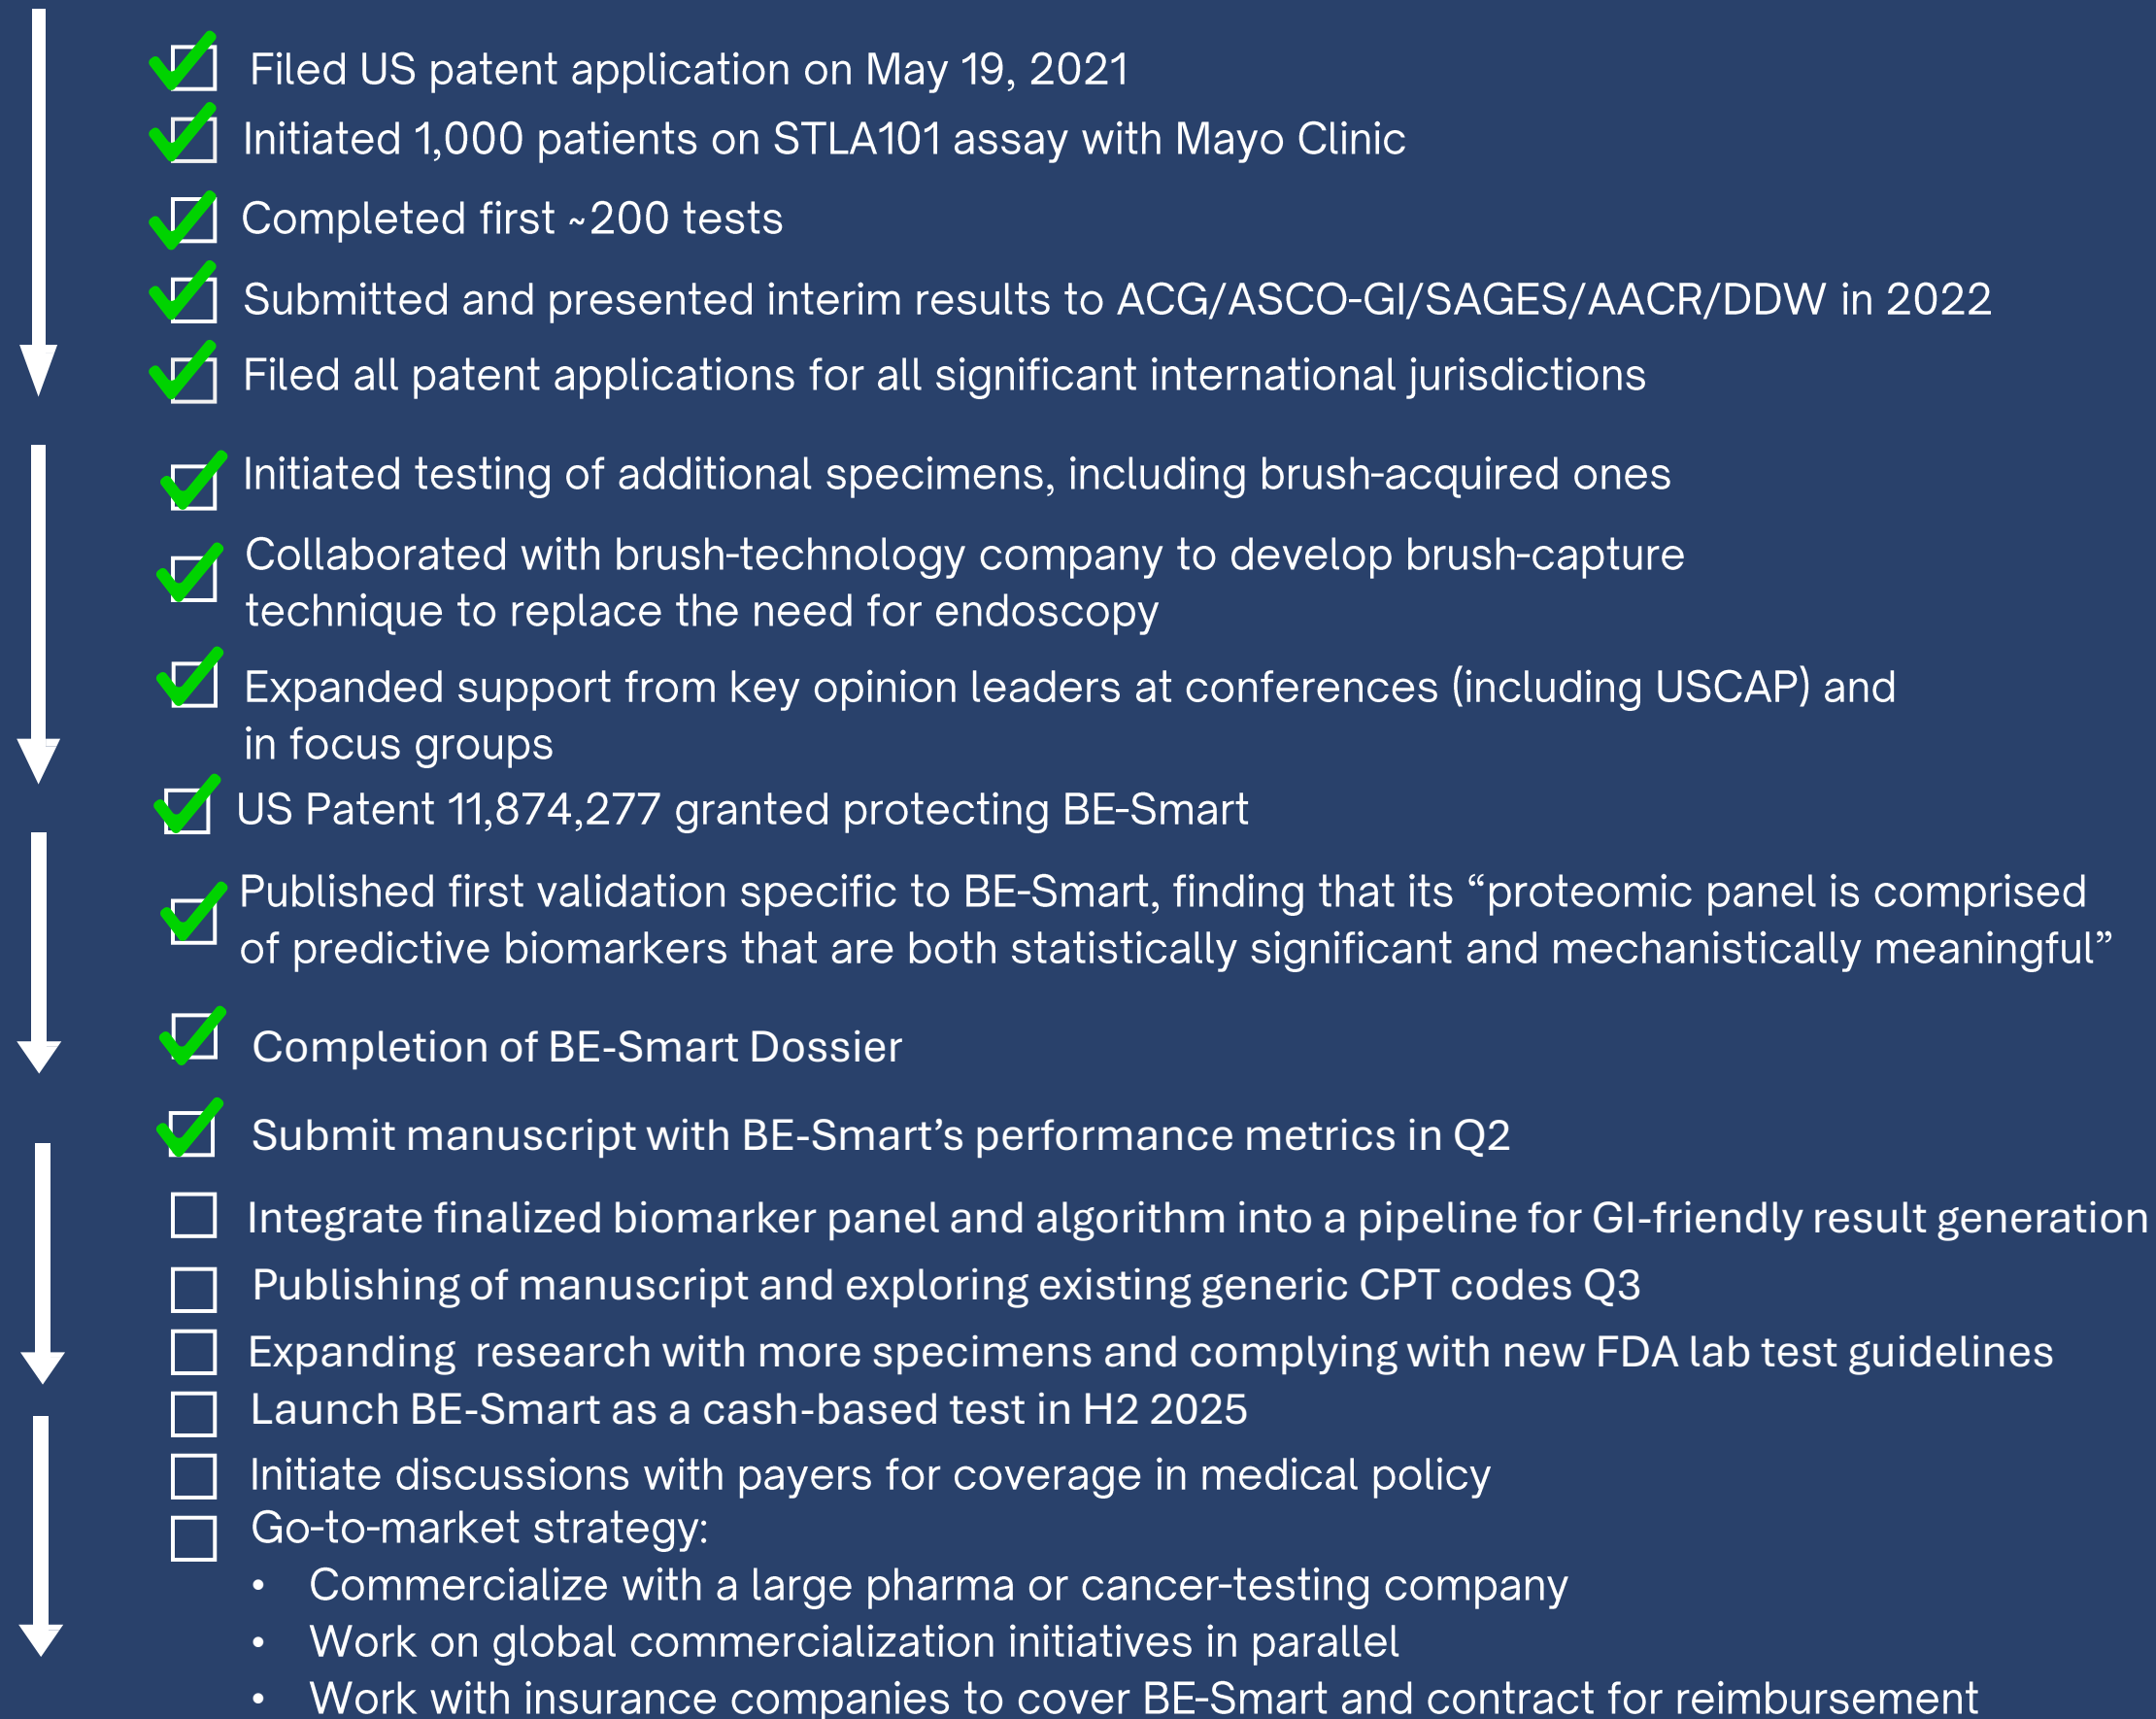 Filed US patent application on May 19, 2021
Initiated 1,000 patients on STLA101 assay with Mayo Clinic
Completed first ~200 tests
Submitted and presented interim results to ACG/ASCO-GI/SAGES/AACR/DDW in 2022
Filed all patent applications for all significant international jurisdictions
Initiated testing of additional specimens, including brush-acquired ones
Collaborated with brush-technology company to develop brush-capture
technique to replace the need for endoscopy
Expanded support from key opinion leaders at conferences (including USCAP) and
in focus groups
US Patent 11,874,277 granted protecting BE-Smart
Published first validation specific to BE-Smart, finding that its “proteomic panel is comprised
of predictive biomarkers that are both statistically significant and mechanistically meaningful”
Completion of BE-Smart Dossier
Submit manuscript with BE-Smart’s performance metrics in Q2
Integrate finalized biomarker panel and algorithm into a pipeline for GI-friendly result generation
Publishing of manuscript and exploring existing generic CPT codes Q3
Expanding  research with more specimens and complying with new FDA lab test guidelines
Launch BE-Smart as a cash-based test in H2 2025
Initiate discussions with payers for coverage in medical policy
Go-to-market strategy:
• Commercialize with a large pharma or cancer-testing company
• Work on global commercialization initiatives in parallel
• Work with insurance companies to cover BE-Smart and contract for reimbursement